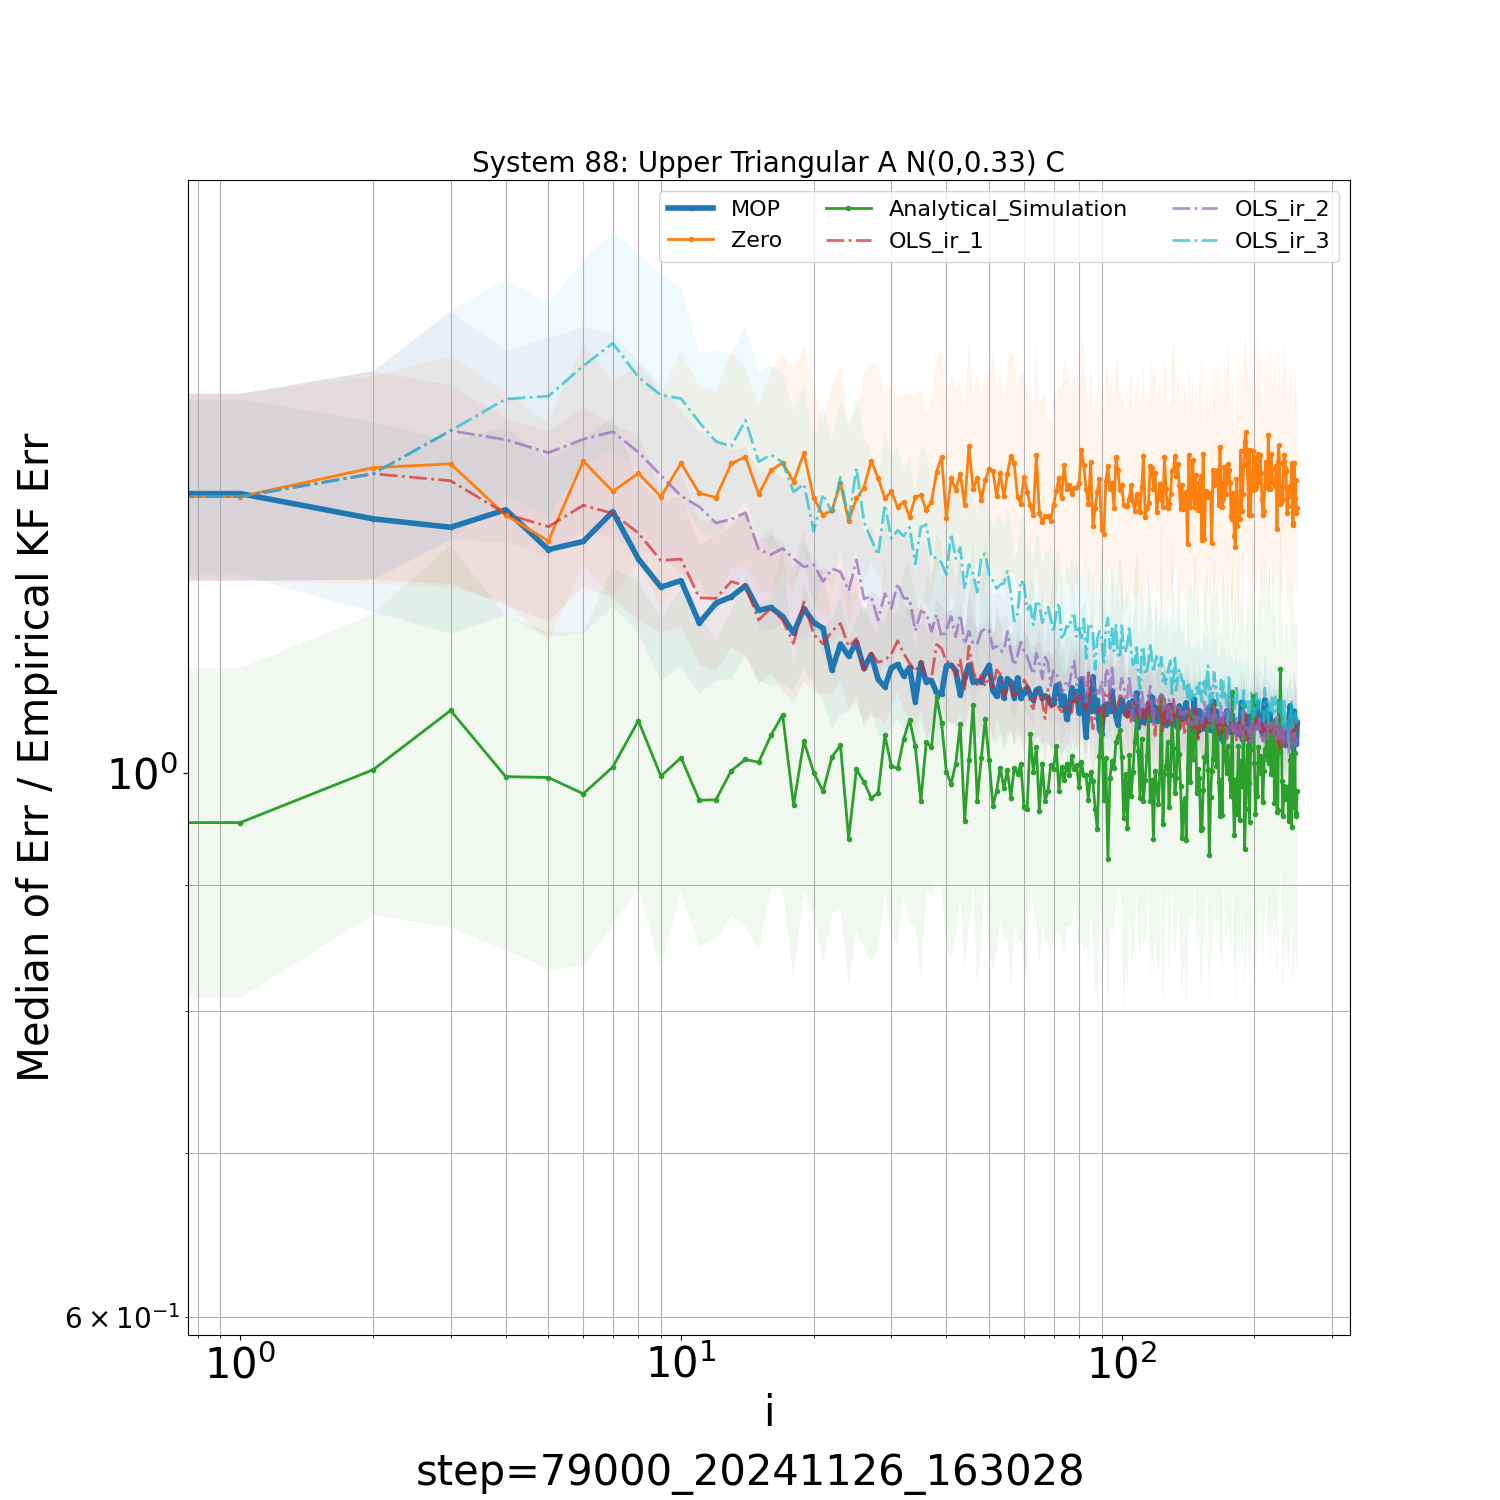 System 88: Upper Triangular A N(0,0.33) C
MOP
Zero
Analytical_Simulation
OLS_ir_1
OLS_ir_2
OLS_ir_3
Median of Err / Empirical KF Err
10⁰
6 × 10⁻¹
10⁰ 10¹ 10²
i
step=79000_20241126_163028